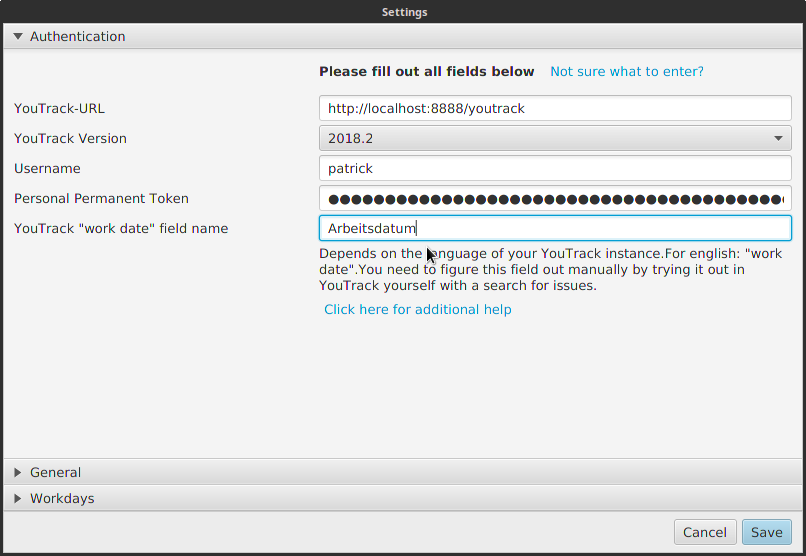 Settings
Authentication
Please fill out all fields below Not sure what to enter?
YouTrack-URL http://localhost:8888/youtrack
YouTrack Version 2018.2
Username patrick
Personal Permanent Token
YouTrack "work date" field name Arbeitsdatum
Depends on the language of your YouTrack instance.For english: "work
date".You need to figure this field out manually by trying it out in
YouTrack yourself with a search for issues.
Click here for additional help
General
Workdays
Cancel Save